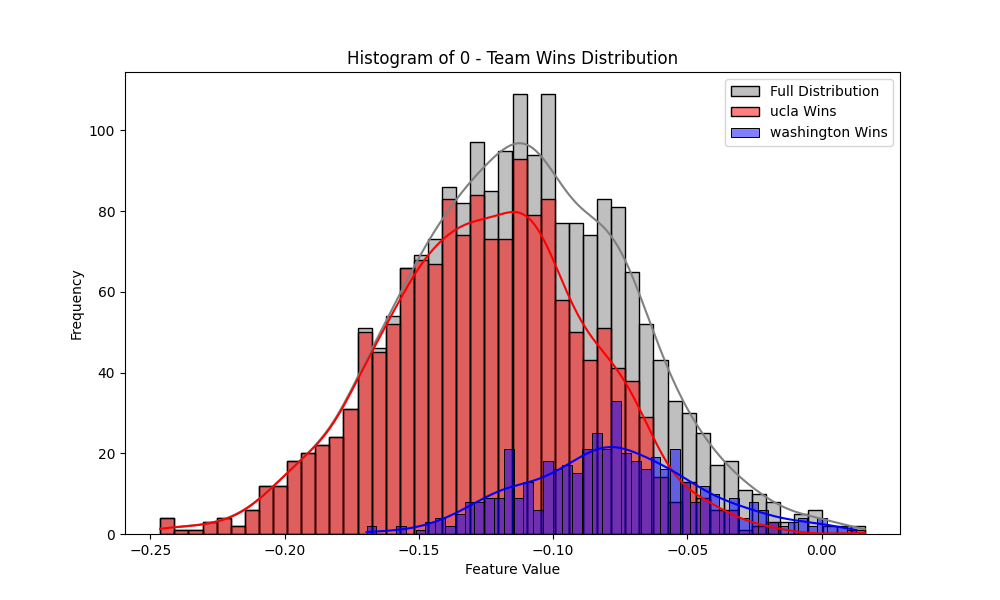 Histogram of 0 - Team Wins Distribution
Full Distribution
ucla Wins
washington Wins
Frequency
100
80
60
40
20
0
−0.25 −0.20 −0.15 −0.10 −0.05 0.00
Feature Value